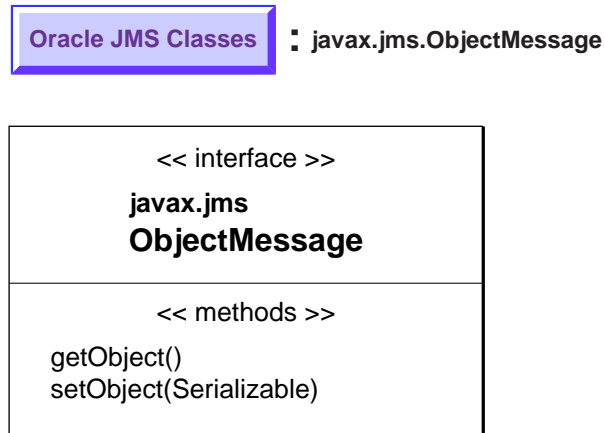 Oracle JMS Classes : javax.jms.ObjectMessage
<< interface >>
javax.jms
ObjectMessage
<< methods >>
getObject()
setObject(Serializable)